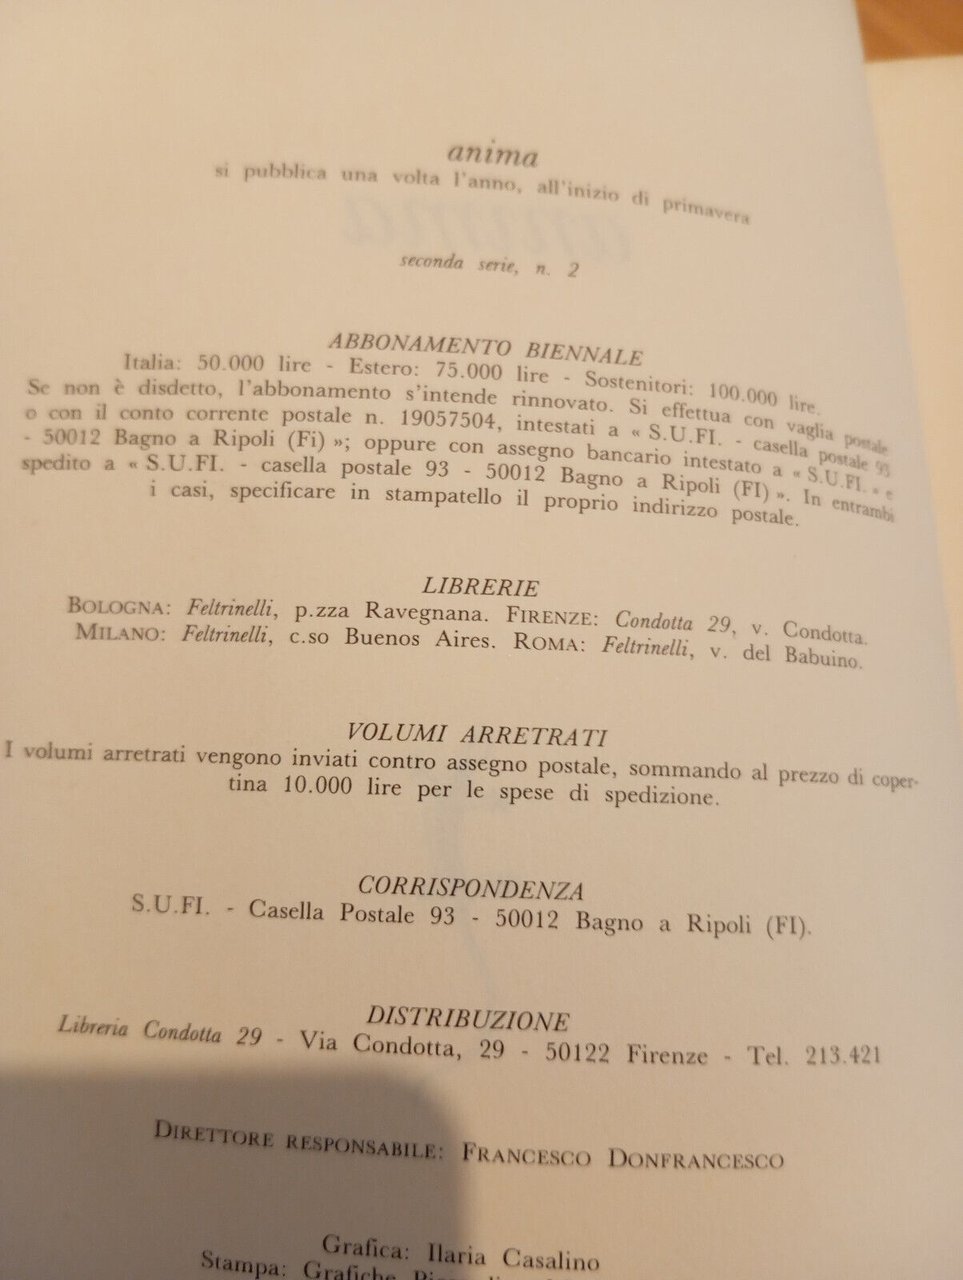 anima
si pubblica una volta l'anno, all'inizio di primavera
seconda serie, n. 2
ABBONAMENTO BIENNALE
Italia: 50.000 lire - Estero: 75.000 lire - Sostenitori: 100.000 lire.
Se non è disdetto, l'abbonamento s'intende rinnovato. Si effettua con vaglia postale
o con il conto corrente postale n. 19057504, intestati a « S.U.FI. - casella postale 93
- 50012 Bagno a Ripoli (Fi) »; oppure con assegno bancario intestato a « S.U.FI. » e
spedito a « S.U.FI. - casella postale 93 - 50012 Bagno a Ripoli (FI) ». In entrambi
i casi, specificare in stampatello il proprio indirizzo postale.
LIBRERIE
BOLOGNA: Feltrinelli, p.zza Ravegnana. FIRENZE: Condotta 29, v. Condotta.
MILANO: Feltrinelli, c.so Buenos Aires. ROMA: Feltrinelli, v. del Babuino.
VOLUMI ARRETRATI
I volumi arretrati vengono inviati contro assegno postale, sommando al prezzo di coper-
tina 10.000 lire per le spese di spedizione.
CORRISPONDENZA
S.U.FI. - Casella Postale 93 - 50012 Bagno a Ripoli (FI).
DISTRIBUZIONE
Libreria Condotta 29 - Via Condotta, 29 - 50122 Firenze - Tel. 213.421
DIRETTORE RESPONSABILE: FRANCESCO DONFRANCESCO
Grafica: Ilaria Casalino
Stampa: Grafiche